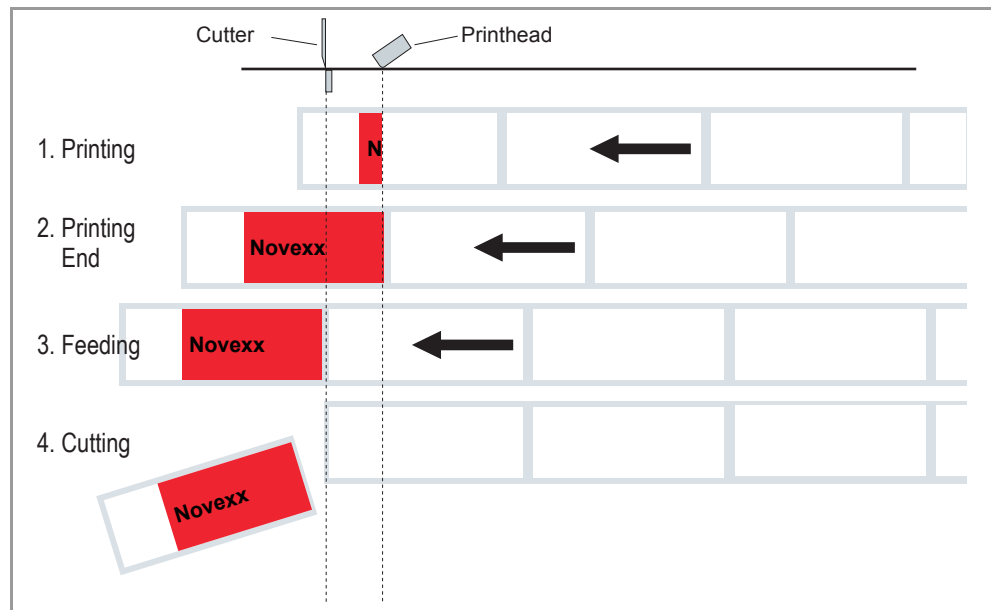 Cutter
Printhead
1. Printing
N
2. Printing
End
Novexx
3. Feeding
Novexx
4. Cutting
Novexx